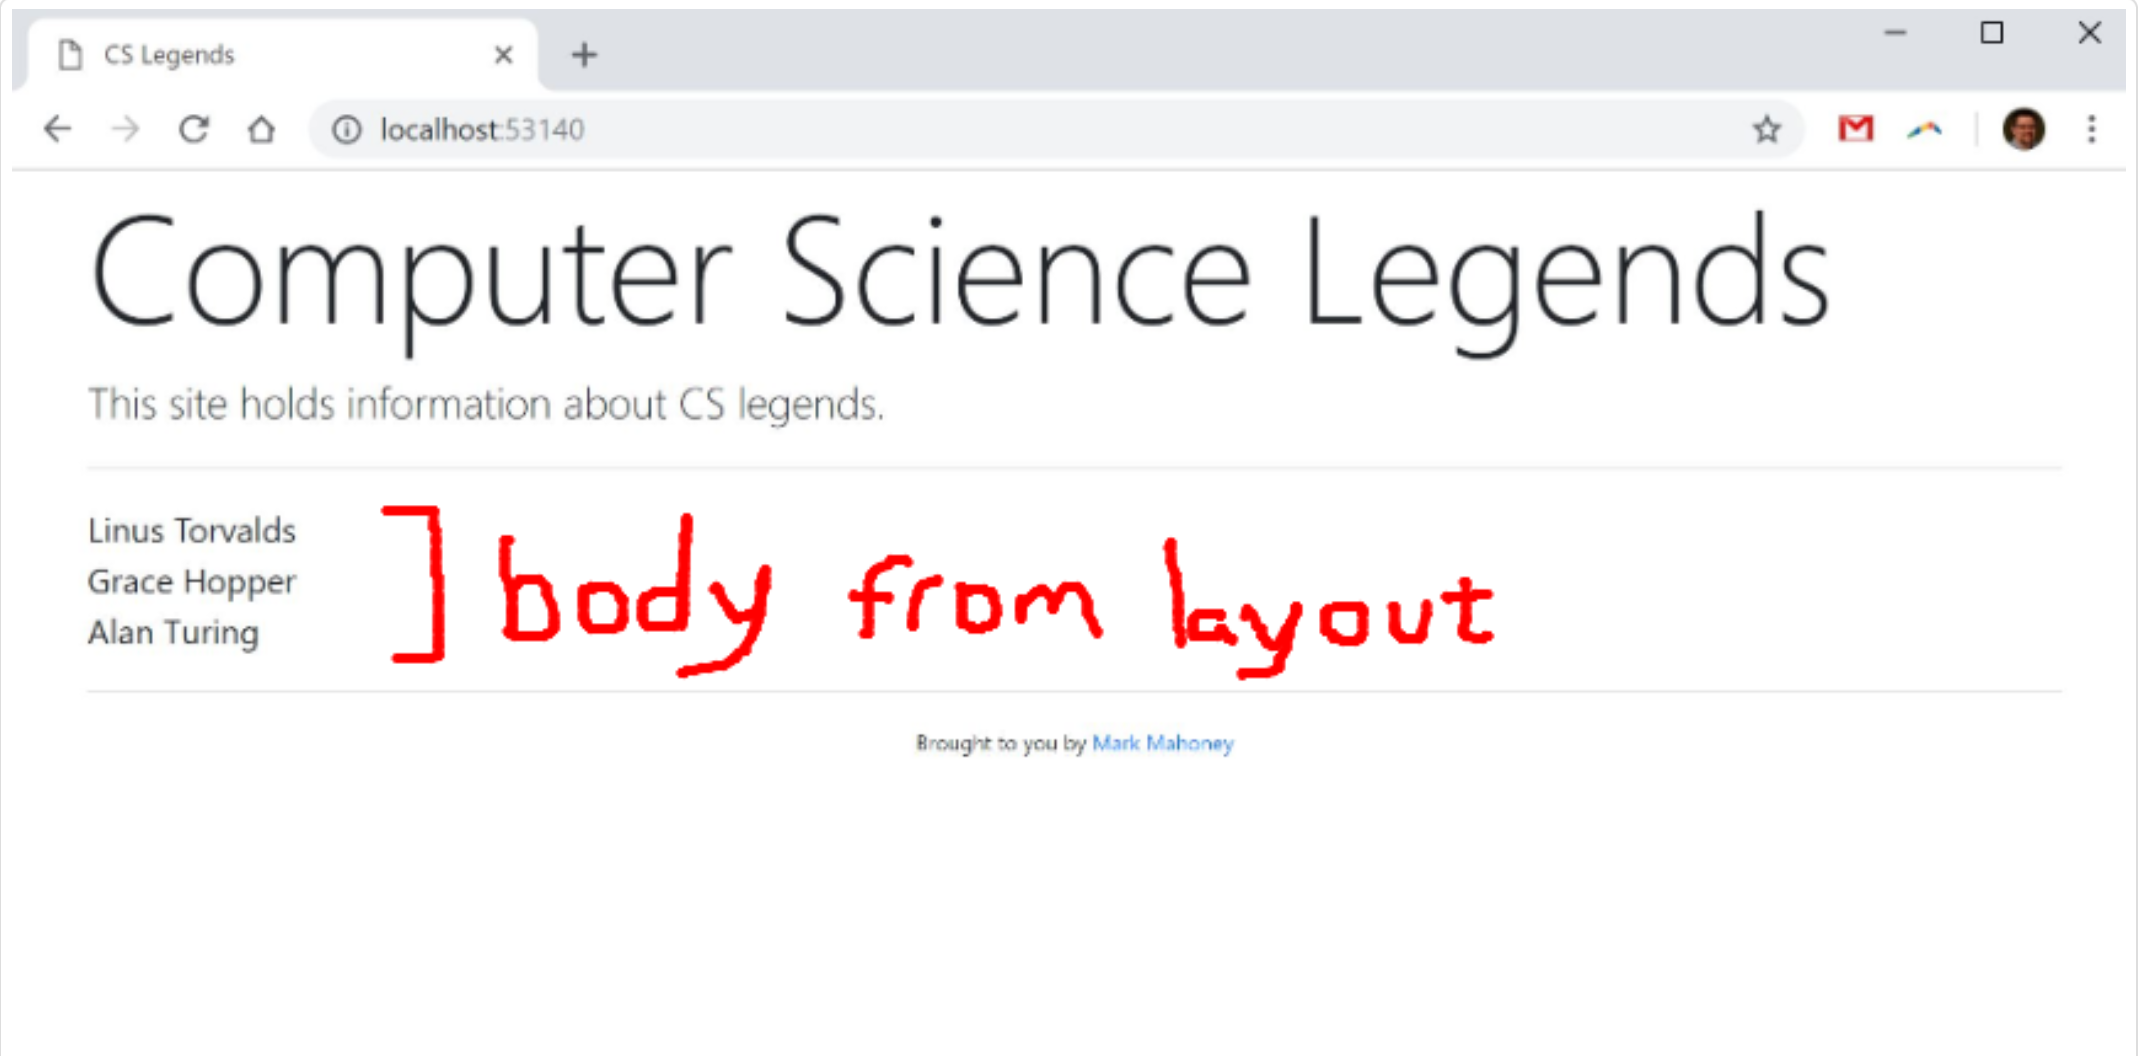 CS Legends
localhost:53140
Computer Science Legends
This site holds information about CS legends.
Linus Torvalds
Grace Hopper
Alan Turing
body from layout
Brought to you by Mark Mahoney